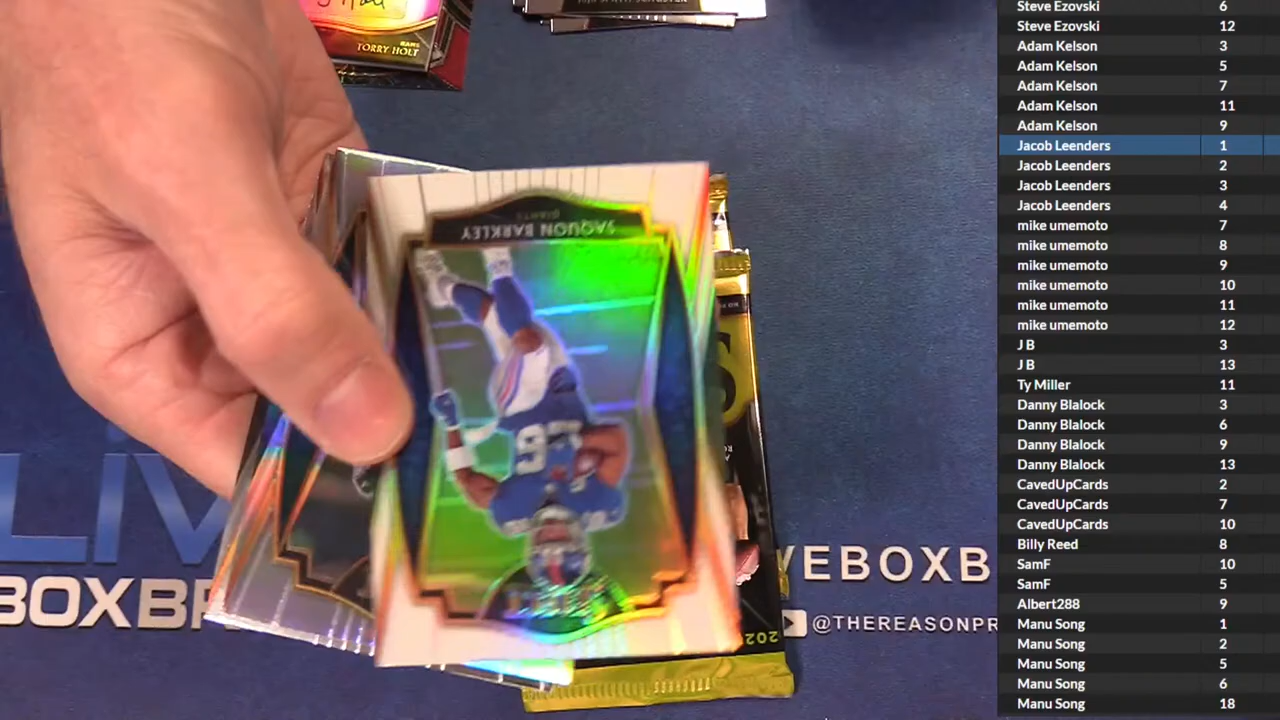 RAMS
TORRY HOLT
GIANTS
SAQUON BARKLEY
LIV
BOXBR
VEBOXB
@THEREASONPR
202
Steve Ezovski 6
Steve Ezovski 12
Adam Kelson 3
Adam Kelson 5
Adam Kelson 7
Adam Kelson 11
Adam Kelson 9
Jacob Leenders 1
Jacob Leenders 2
Jacob Leenders 3
Jacob Leenders 4
mike umemoto 7
mike umemoto 8
mike umemoto 9
mike umemoto 10
mike umemoto 11
mike umemoto 12
J B 3
J B 13
Ty Miller 11
Danny Blalock 3
Danny Blalock 6
Danny Blalock 9
Danny Blalock 13
CavedUpCards 2
CavedUpCards 7
CavedUpCards 10
Billy Reed 8
SamF 10
SamF 5
Albert288 9
Manu Song 1
Manu Song 2
Manu Song 5
Manu Song 6
Manu Song 18